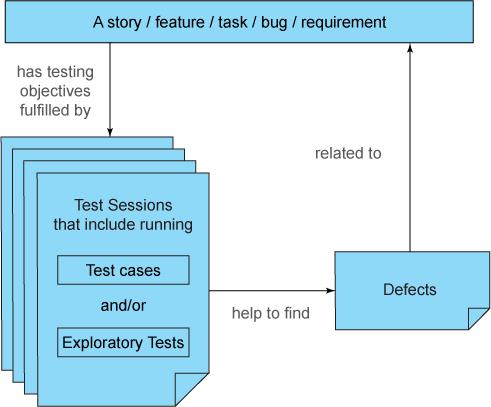 A story / feature / task / bug / requirement
has testing
objectives
fulfilled by
related to
Test Sessions
that include running
Test cases
and/or
Exploratory Tests
help to find
Defects